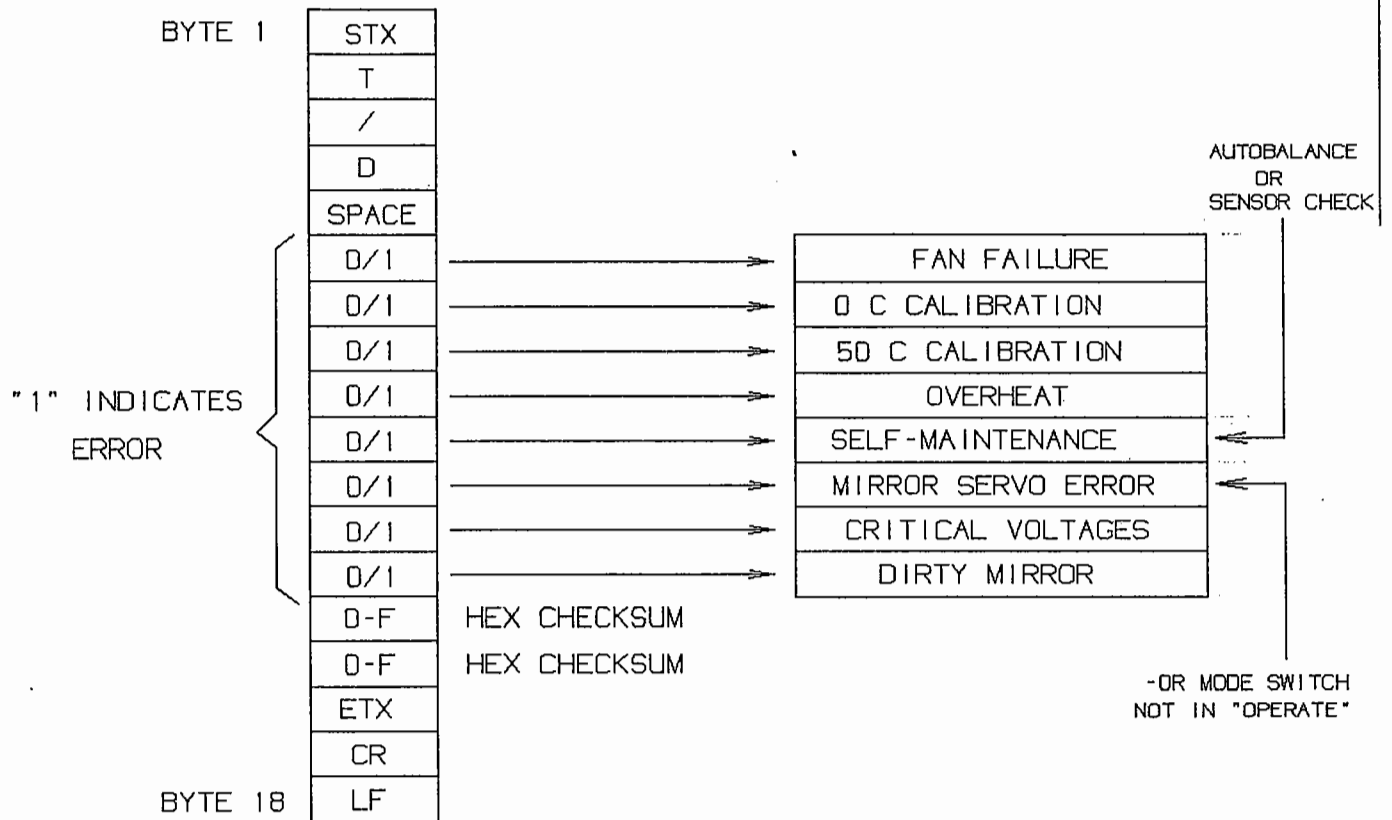 BYTE 1
STX
T
/
D
SPACE
"1" INDICATES
ERROR
0/1
FAN FAILURE
0/1
0 C CALIBRATION
0/1
50 C CALIBRATION
0/1
OVERHEAT
0/1
SELF-MAINTENANCE
AUTOBALANCE
OR
SENSOR CHECK
0/1
MIRROR SERVO ERROR
-OR MODE SWITCH
NOT IN "OPERATE"
0/1
CRITICAL VOLTAGES
0/1
DIRTY MIRROR
0-F HEX CHECKSUM
0-F HEX CHECKSUM
ETX
CR
BYTE 18
LF